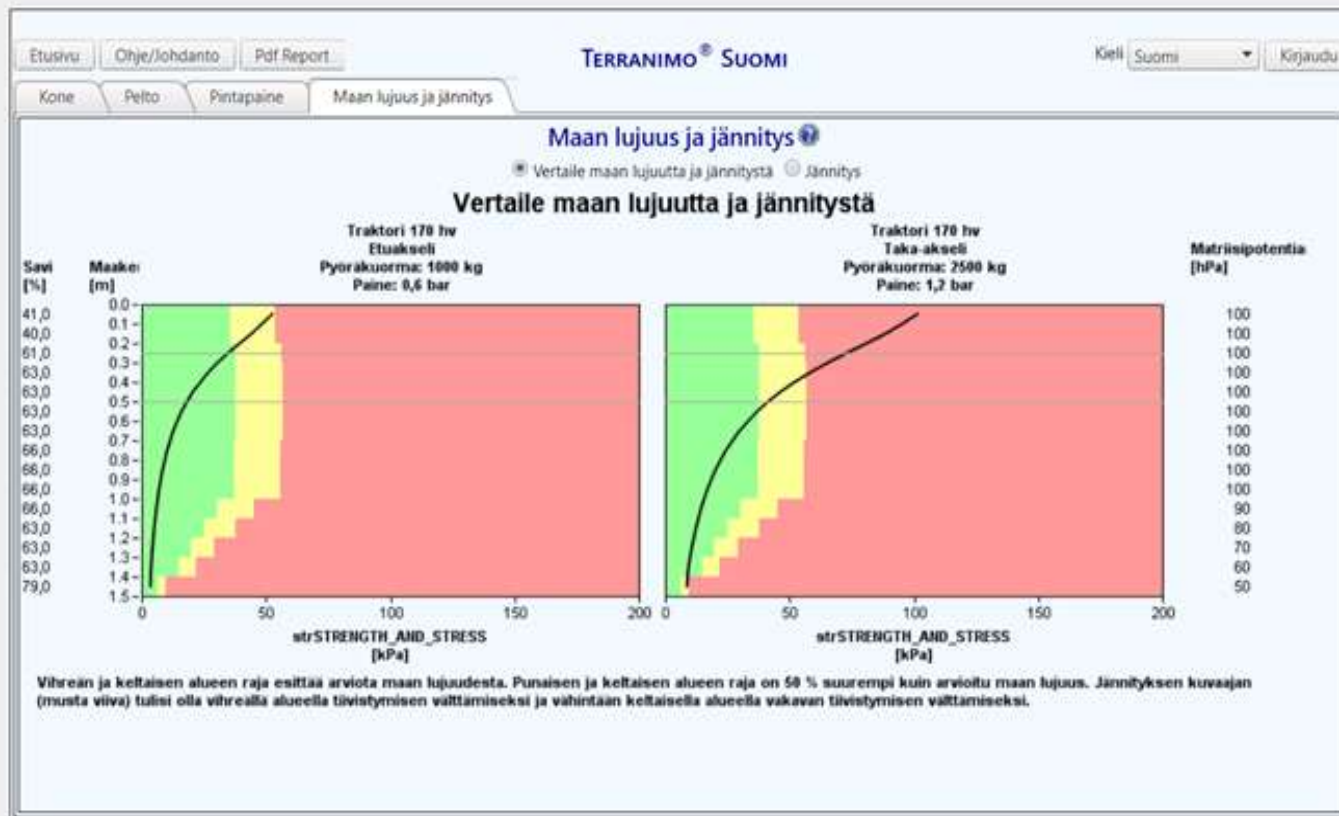 Etusivu Ohje/Johdanto Pdf Report TERRANIMO® SUOMI Kieli Suomi Kirjaudu
Kone Pelto Pintapaine Maan lujuus ja jännitys
Maan lujuus ja jännitys
Vertaile maan lujuutta ja jännitystä Jännitys
Vertaile maan lujuutta ja jännitystä
Traktori 170 hv
Etuakseli
Pyöräkuorma: 1000 kg
Paine: 0,6 bar
Traktori 170 hv
Taka-akseli
Pyöräkuorma: 2500 kg
Paine: 1,2 bar
Savi
[%]
Maake
[m]
Matriisipotentia
[hPa]
41,0
40,0
61,0
63,0
63,0
63,0
63,0
66,0
66,0
66,0
66,0
63,0
63,0
63,0
79,0
0.0
0.1
0.2
0.3
0.4
0.5
0.6
0.7
0.8
0.9
1.0
1.1
1.2
1.3
1.4
1.5
0 50 100 150 200
strSTRENGTH_AND_STRESS
[kPa]
0 50 100 150 200
strSTRENGTH_AND_STRESS
[kPa]
100
100
100
100
100
100
100
100
100
100
90
80
70
60
50
Vihreän ja keltaisen alueen raja esittää arviota maan lujuudesta. Punaisen ja keltaisen alueen raja on 50 % suurempi kuin arvioitu maan lujuus. Jännityksen kuvaajan
(musta viiva) tulisi olla vihreällä alueella tiivistymisen välttämiseksi ja vähintään keltaisella alueella vakavan tiivistymisen välttämiseksi.